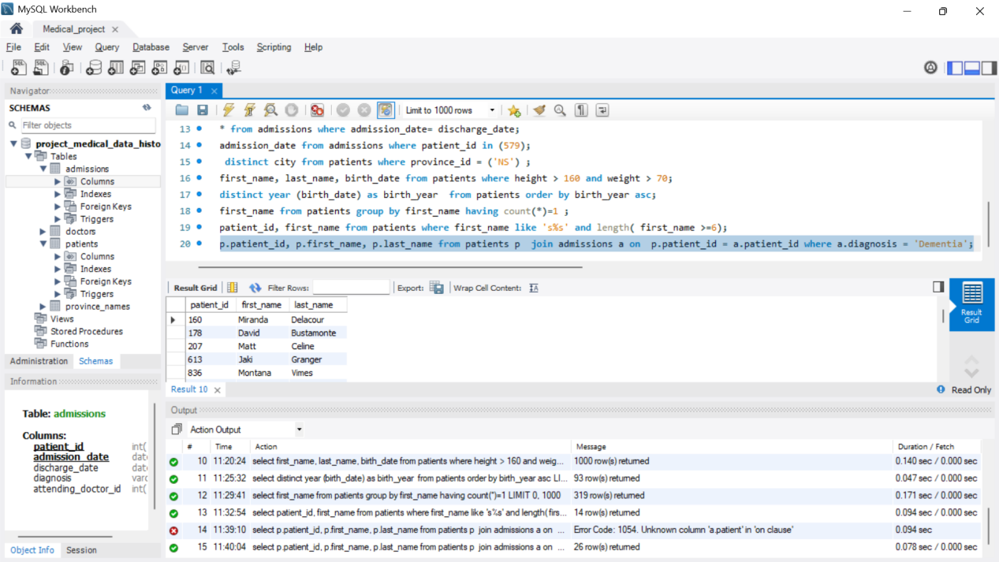 MySQL Workbench
Medical_project
File Edit View Query Database Server Tools Scripting Help
Navigator
SCHEMAS
Filter objects
project_medical_data_histo
Tables
admissions
Columns
Indexes
Foreign Keys
Triggers
doctors
patients
Columns
Indexes
Foreign Keys
Triggers
province_names
Views
Stored Procedures
Functions
Administration Schemas
Information
Table: admissions
Columns:
patient_id int(
admission_date dat
discharge_date dat
diagnosis varc
attending_doctor_id int(
Object Info Session
Query 1
Limit to 1000 rows
13 * from admissions where admission_date= discharge_date;
14 admission_date from admissions where patient_id in (579);
15 distinct city from patients where province_id = ('NS') ;
16 first_name, last_name, birth_date from patients where height > 160 and weight > 70;
17 distinct year (birth_date) as birth_year from patients order by birth_year asc;
18 first_name from patients group by first_name having count(*)=1 ;
19 patient_id, first_name from patients where first_name like 's%s' and length( first_name >=6);
20 p.patient_id, p.first_name, p.last_name from patients p join admissions a on p.patient_id = a.patient_id where a.diagnosis = 'Dementia';
Result Grid Filter Rows: Export: Wrap Cell Content:
patient_id first_name last_name
160 Miranda Delacour
178 David Bustamonte
207 Matt Celine
613 Jaki Granger
836 Montana Vimes
Result Grid
Result 10
Read Only
Output
Action Output
# Time Action Message Duration / Fetch
10 11:20:24 select first_name, last_name, birth_date from patients where height > 160 and weig... 1000 row(s) returned 0.140 sec / 0.000 sec
11 11:25:32 select distinct year (birth_date) as birth_year from patients order by birth_year asc LI... 93 row(s) returned 0.047 sec / 0.000 sec
12 11:29:41 select first_name from patients group by first_name having count(*)=1 LIMIT 0, 1000 319 row(s) returned 0.171 sec / 0.000 sec
13 11:32:54 select patient_id, first_name from patients where first_name like 's%s' and length( firs... 14 row(s) returned 0.094 sec / 0.000 sec
14 11:39:10 select p.patient_id, p.first_name, p.last_name from patients p join admissions a on ... Error Code: 1054. Unknown column 'a.patient' in 'on clause' 0.094 sec
15 11:40:04 select p.patient_id, p.first_name, p.last_name from patients p join admissions a on ... 26 row(s) returned 0.078 sec / 0.000 sec